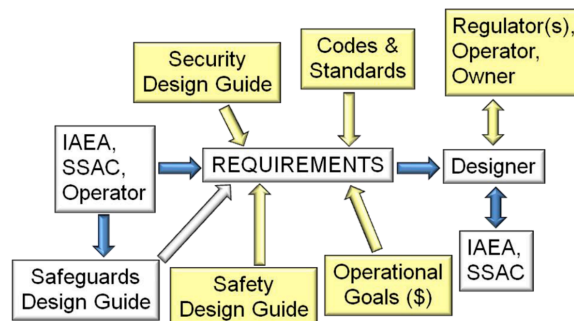 Security
Design Guide
Codes &
Standards
Regulator(s),
Operator,
Owner
IAEA,
SSAC,
Operator
REQUIREMENTS
Designer
Safeguards
Design Guide
Safety
Design Guide
Operational
Goals ($)
IAEA,
SSAC